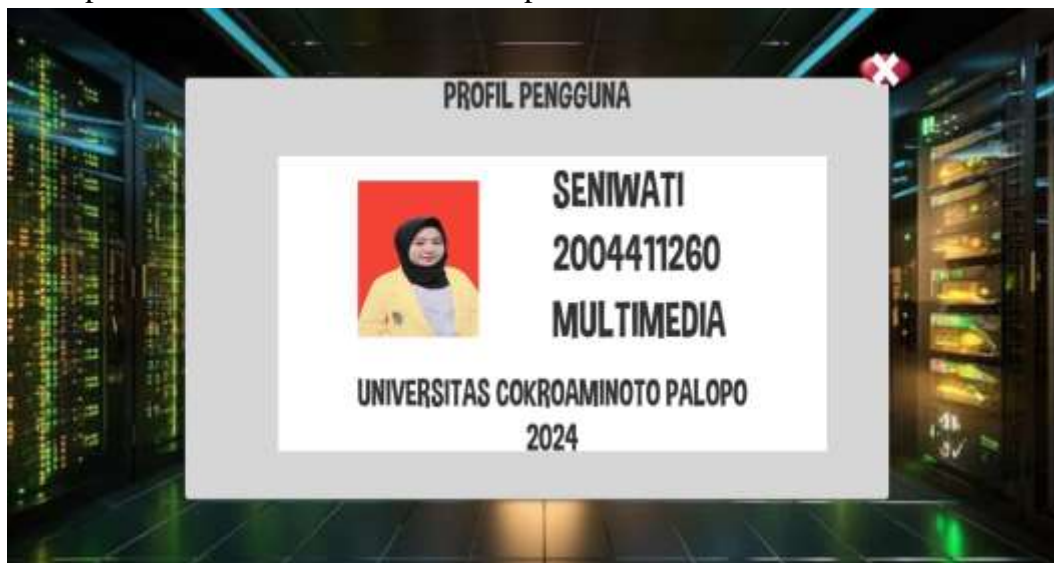 PROFIL PENGGUNA
SENIWATI
2004411260
MULTIMEDIA
UNIVERSITAS COKROAMINOTO PALOPO
2024